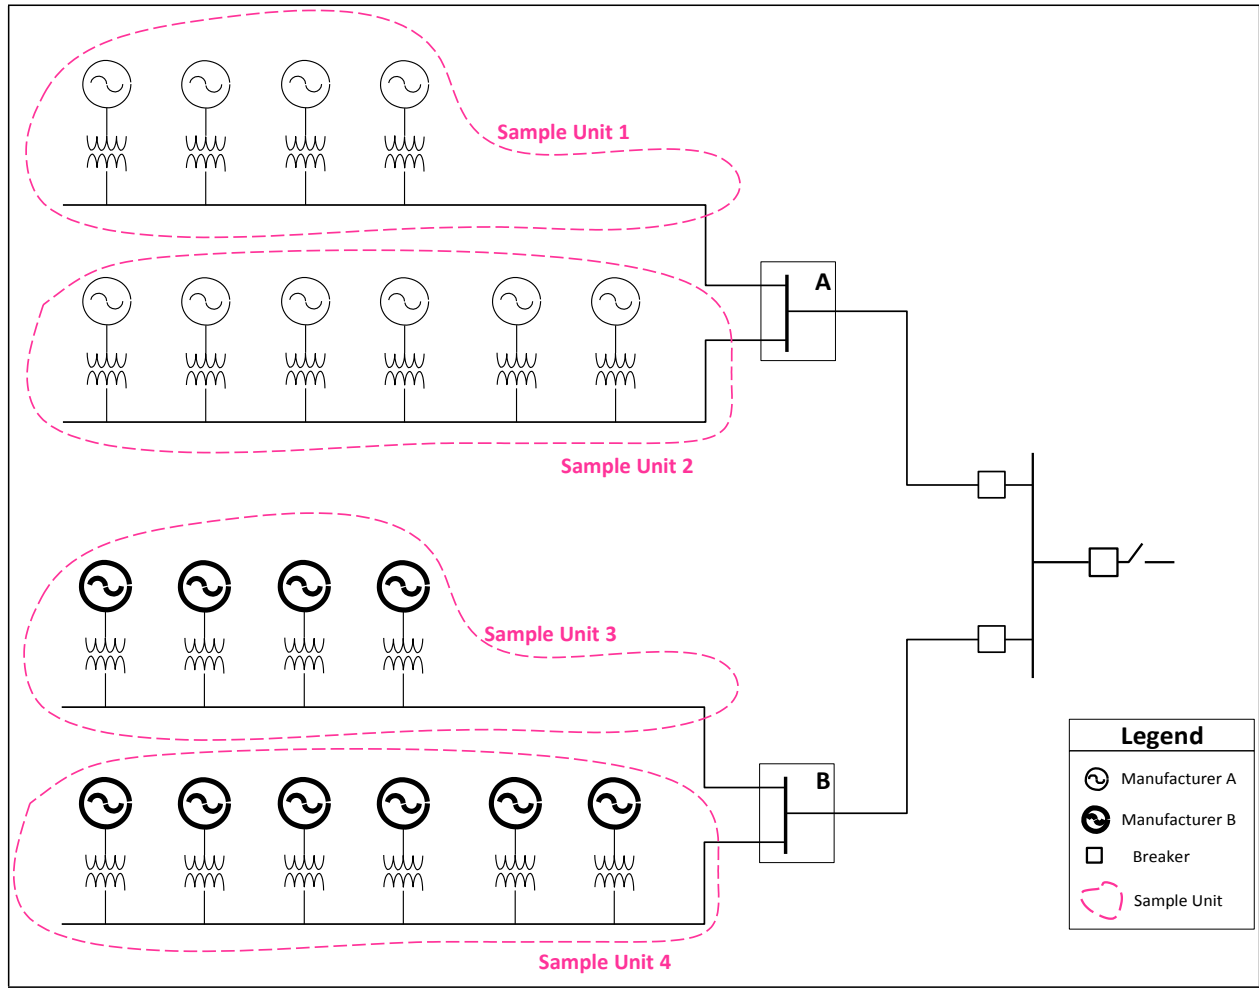 Sample Unit 1
A
Sample Unit 2
Sample Unit 3
B
Sample Unit 4
Legend
Manufacturer A
Manufacturer B
Breaker
Sample Unit